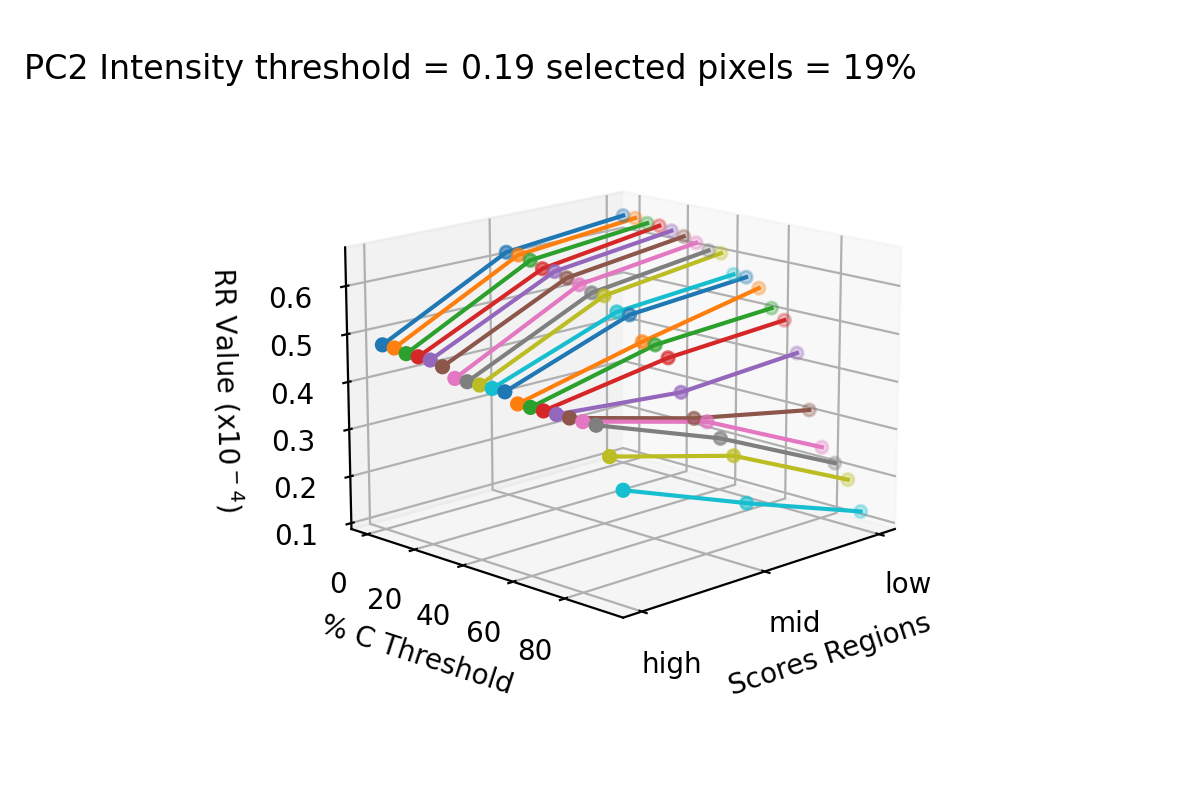 PC2 Intensity threshold = 0.19 selected pixels = 19%
RR Value (x10⁻⁴)
0.6
0.5
0.4
0.3
0.2
0.1
0
20
40
60
80
% C Threshold
high
mid
low
Scores Regions